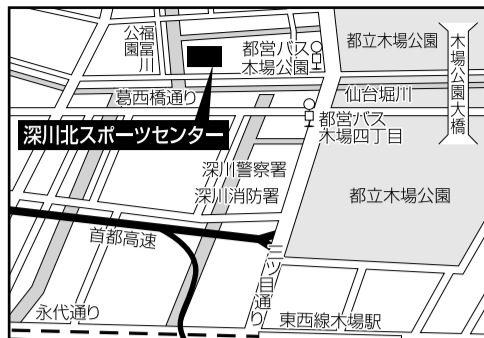 福富川
公園
都営バス
木場公園
都立木場公園
木場公園大橋
葛西橋通り
仙台堀川
深川北スポーツセンター
都営バス
木場四丁目
深川警察署
深川消防署
都立木場公園
首都高速
三ツ目通り
永代通り
東西線木場駅